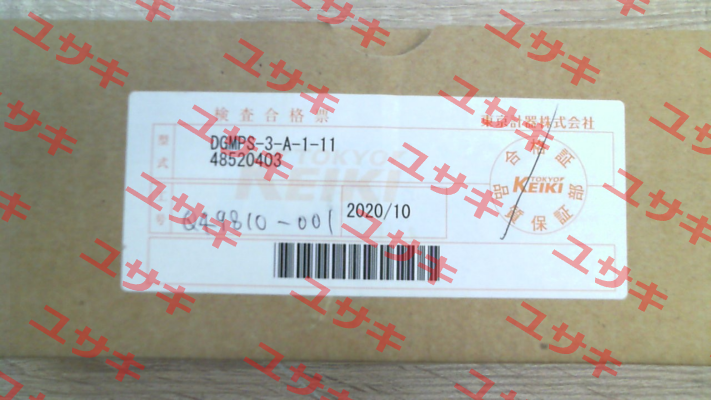 検査合格票
東京計器株式会社
型式
DGMPS-3-A-1-11
48520403
TOKYO
KEIKI
合格証
TOKYO
KEIKI
品質保証部
Q49810-001
2020/10
ユサキ